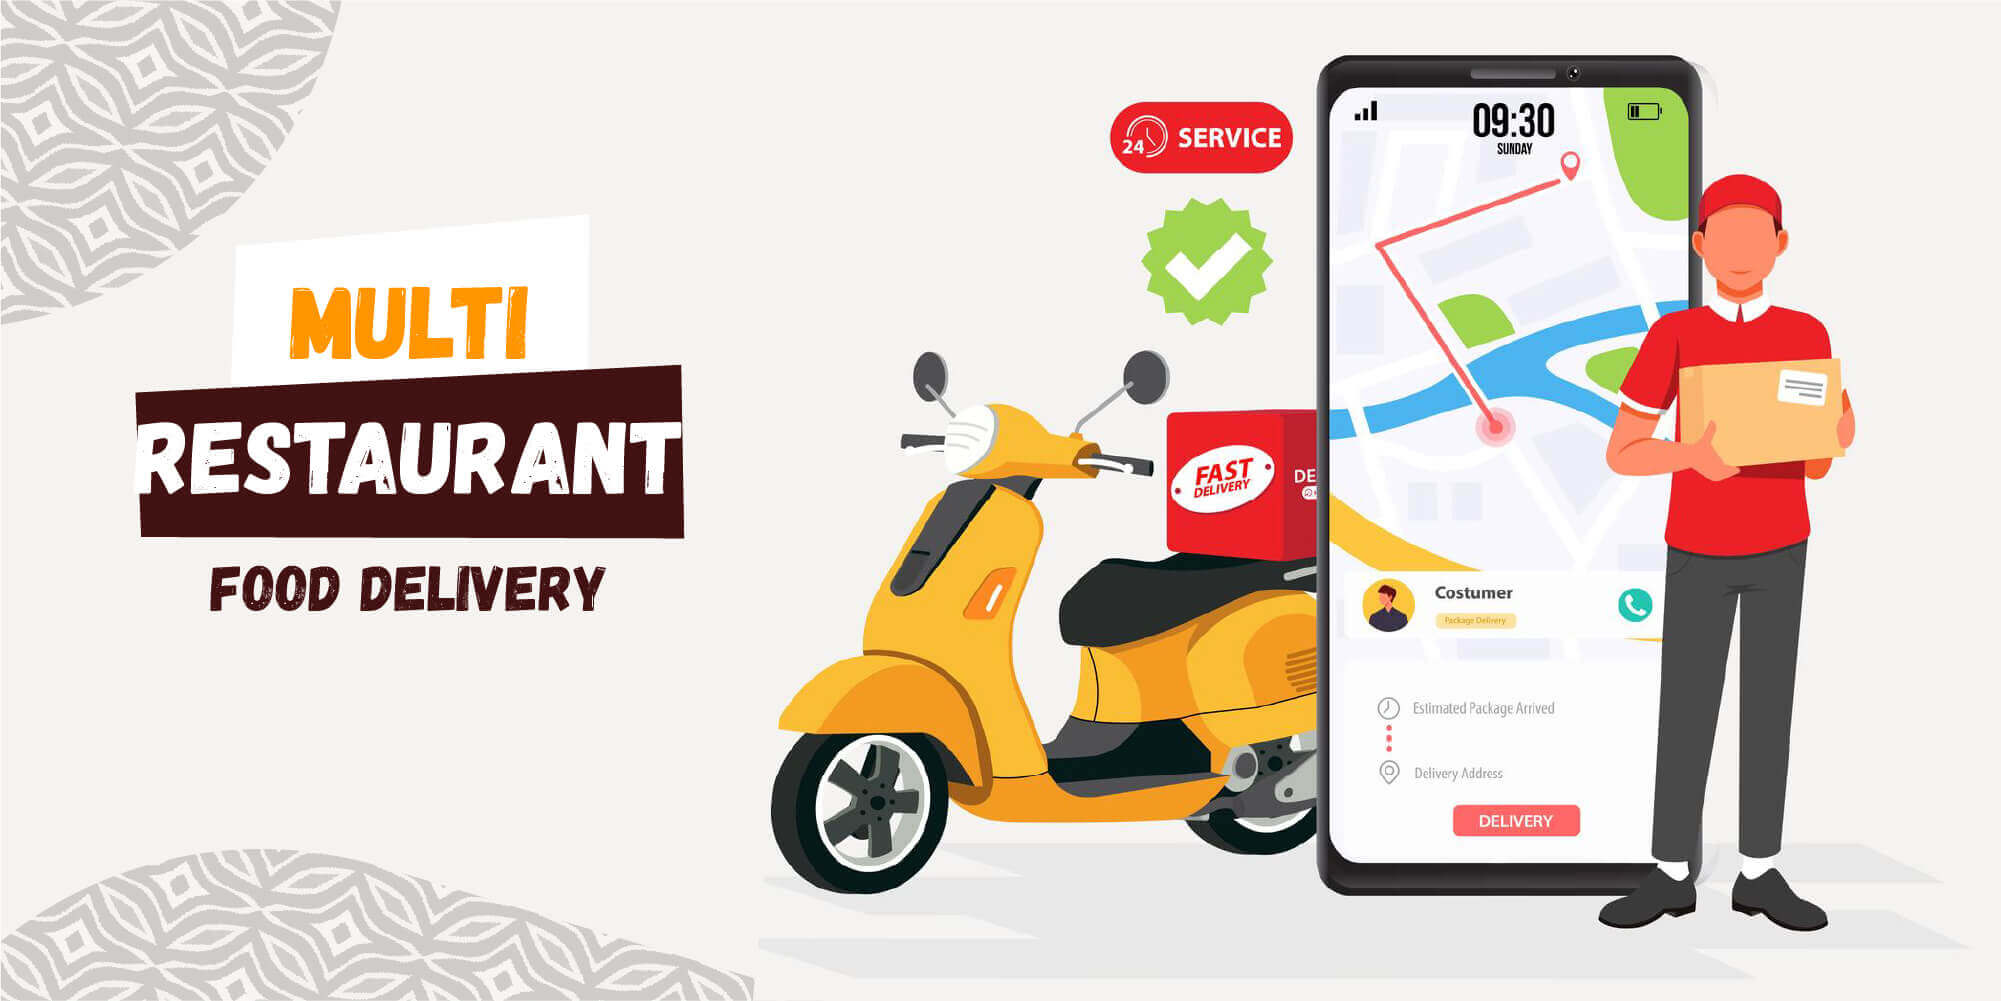 MULTI
RESTAURANT
FOOD DELIVERY
24 SERVICE
FAST
DELIVERY
DE
09:30
SUNDAY
Costumer
Package Delivery
Estimated Package Arrived
Delivery Address
DELIVERY